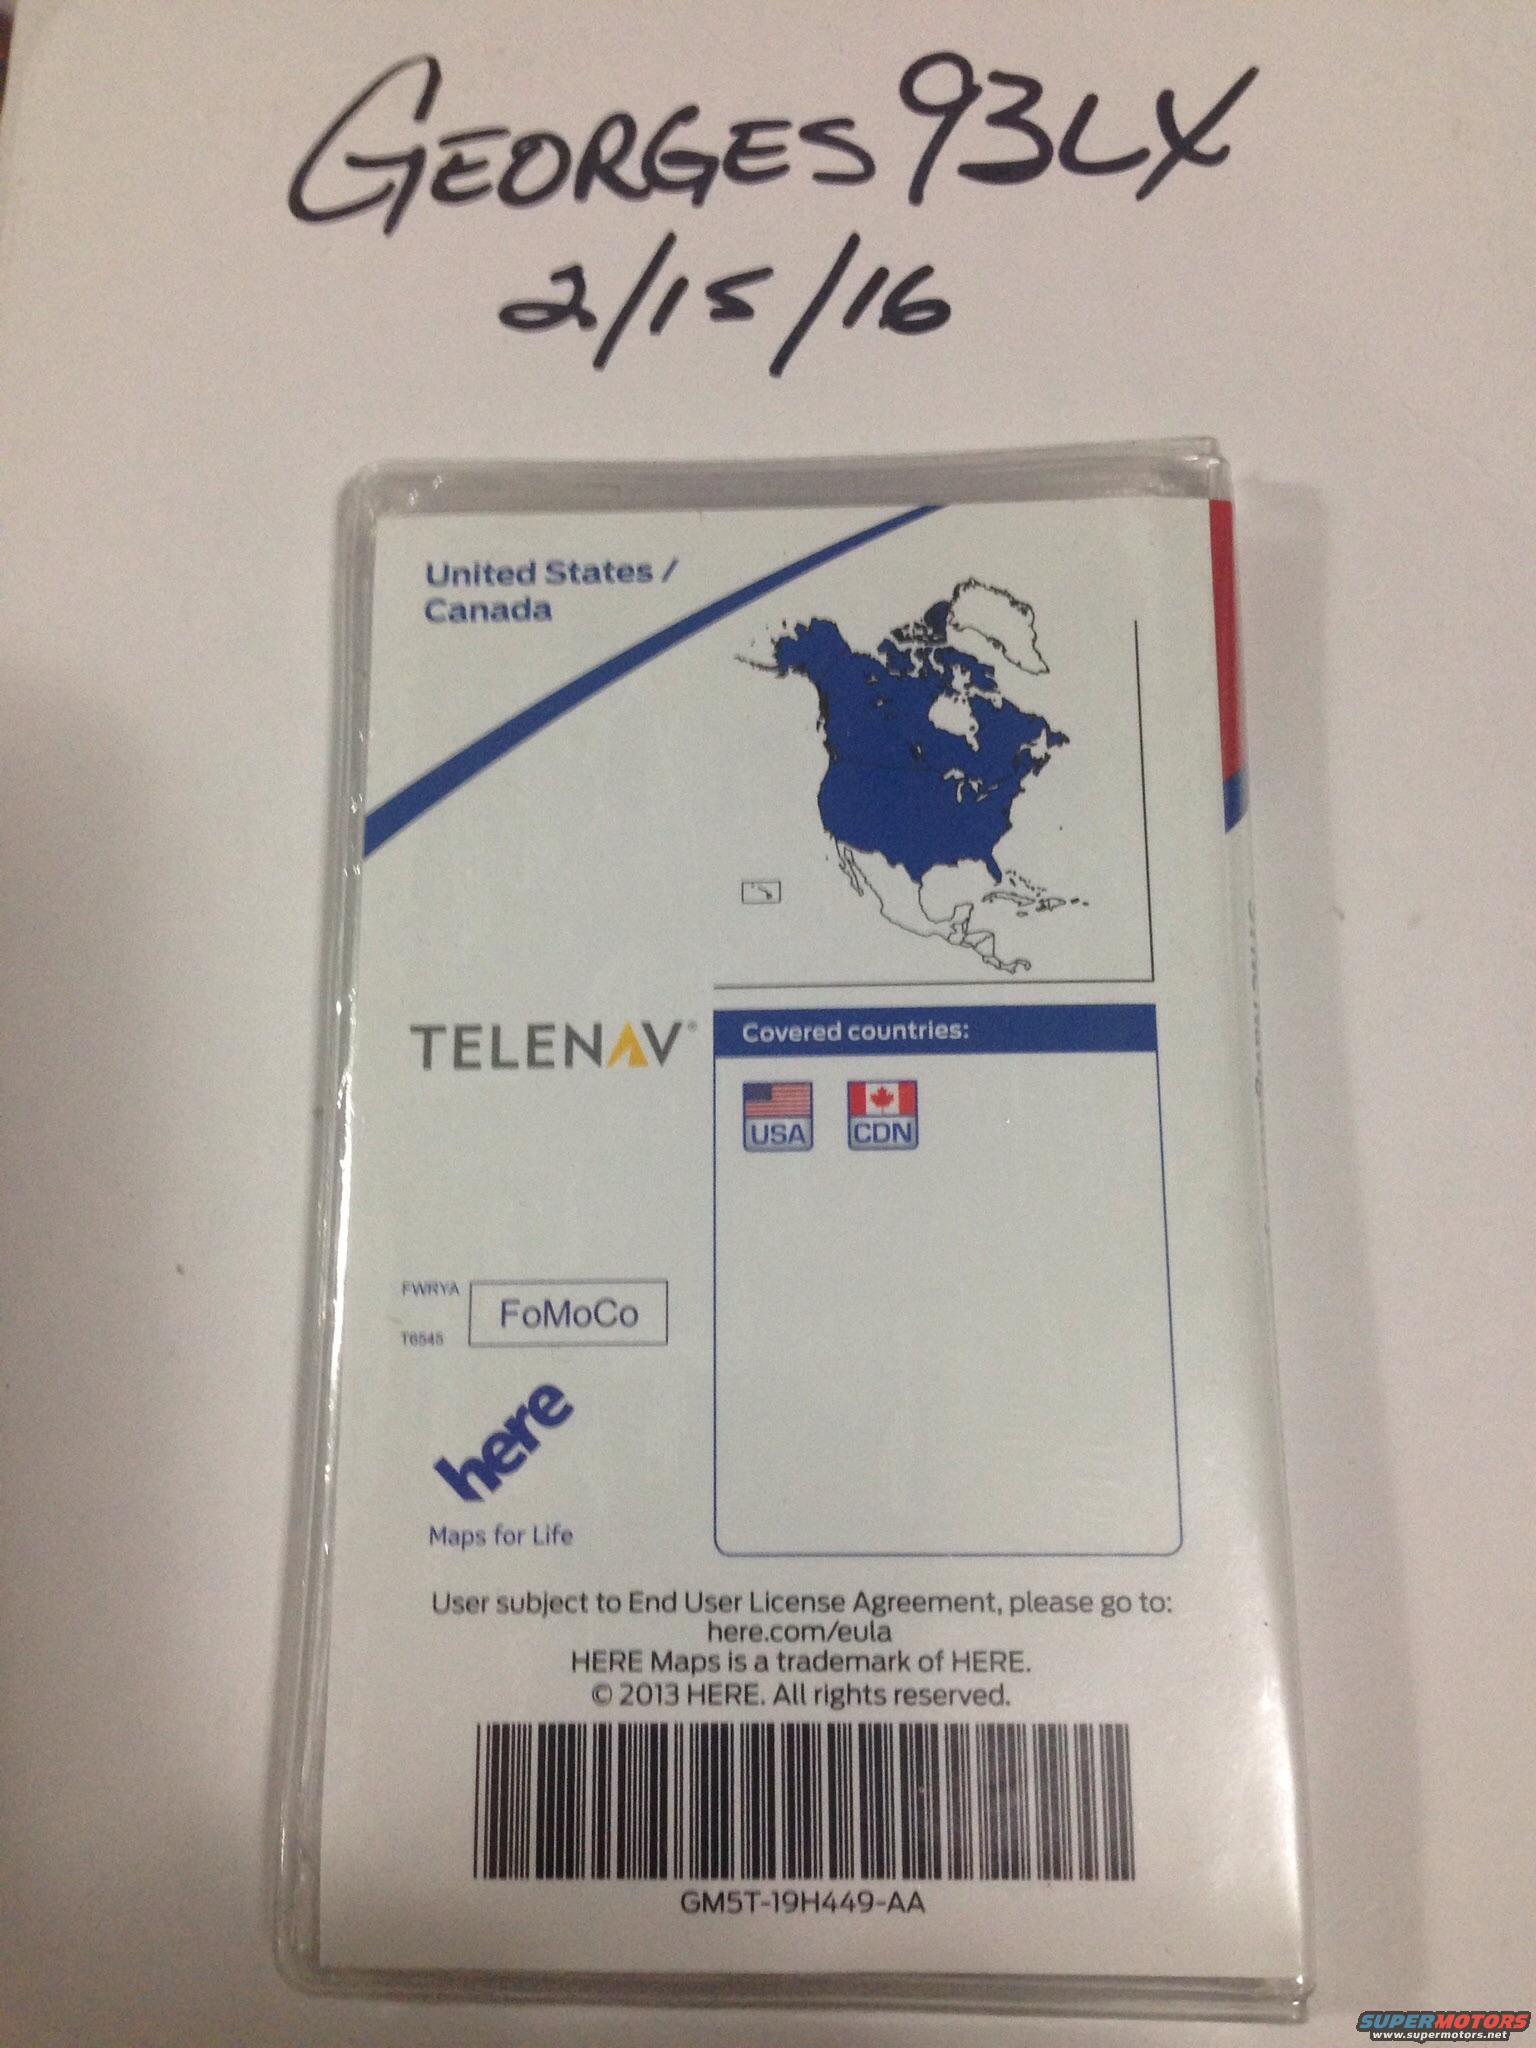 GEORGES 93LX
2/15/16
United States /
Canada
TELENAV®
Covered countries:
USA CDN
FWRYA
FoMoCo
T6545
here
Maps for Life
User subject to End User License Agreement, please go to:
here.com/eula
HERE Maps is a trademark of HERE.
© 2013 HERE. All rights reserved.
GM5T-19H449-AA
SUPERMOTORS
www.supermotors.net